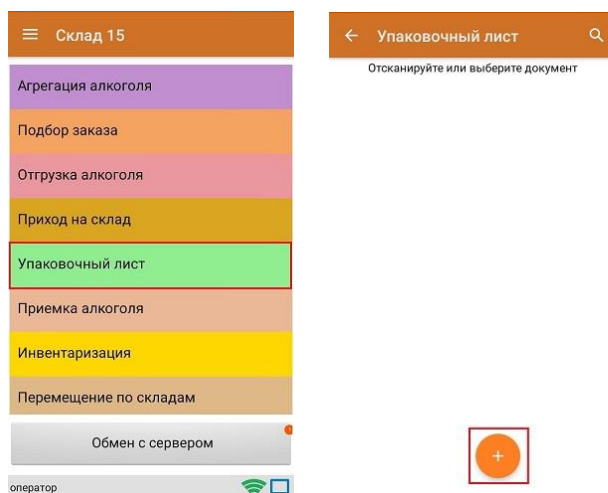 Склад 15
Агрегация алкоголя
Подбор заказа
Отгрузка алкоголя
Приход на склад
Упаковочный лист
Приемка алкоголя
Инвентаризация
Перемещение по складам
Обмен с сервером
оператор
Упаковочный лист
Отсканируйте или выберите документ
+